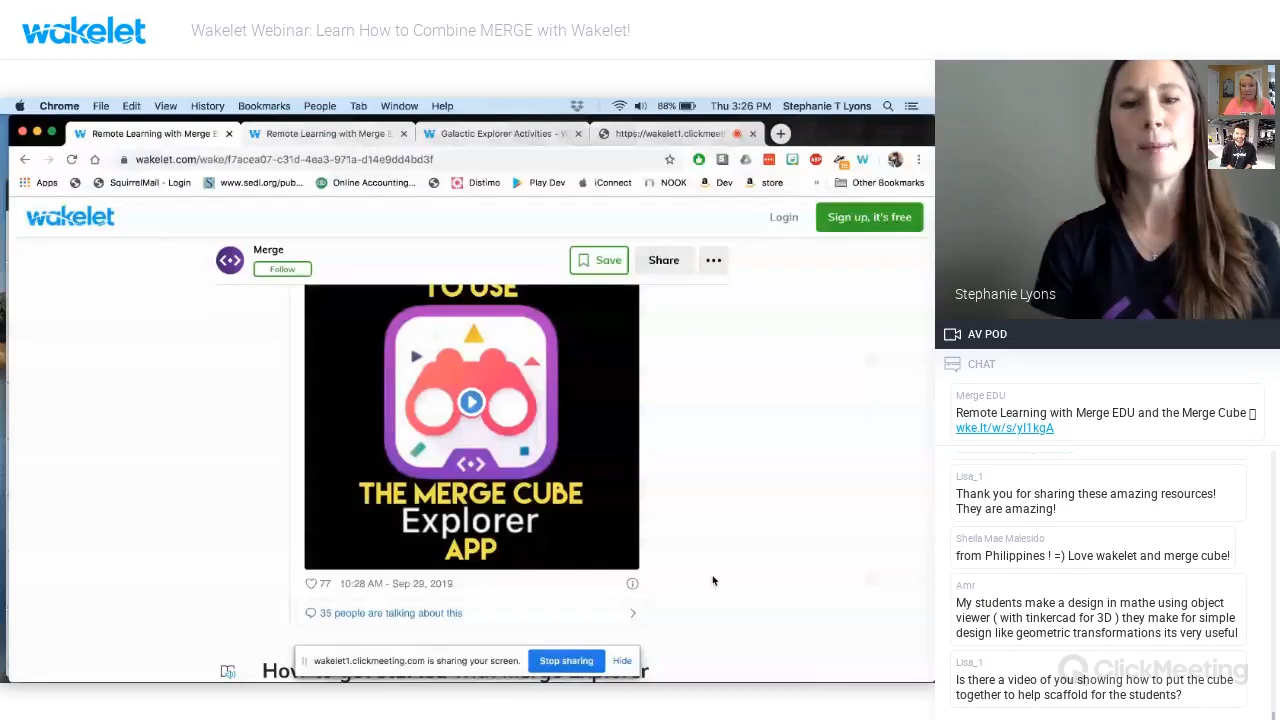 wakelet
Wakelet Webinar: Learn How to Combine MERGE with Wakelet!
Chrome File Edit View History Bookmarks People Tab Window Help
88% Thu 3:26 PM Stephanie T Lyons
Remote Learning with Merge E
Remote Learning with Merge E
Galactic Explorer Activities - W
https://wakelet1.clickmeeti
wakelet.com/wake/f7acea07-c31d-4ea3-971a-d14e9dd4bd3f
Apps
SquirrelMail - Login
www.sedl.org/pub...
Online Accounting...
Distimo
Play Dev
iConnect
NOOK
Dev
store
»
Other Bookmarks
wakelet
Login
Sign up, it's free
Merge
Follow
Save
Share
TO USE
THE MERGE CUBE
Explorer
APP
77 10:28 AM - Sep 29, 2019
35 people are talking about this
wakelet1.clickmeeting.com is sharing your screen.
Stop sharing
Hide
Stephanie Lyons
AV POD
CHAT
Merge EDU
Remote Learning with Merge EDU and the Merge Cube
wke.lt/w/s/yI1kgA
Lisa_1
Thank you for sharing these amazing resources!
They are amazing!
Sheila Mae Malesido
from Philippines ! =) Love wakelet and merge cube!
Amr
My students make a design in mathe using object
viewer ( with tinkercad for 3D ) they make for simple
design like geometric transformations its very useful
Lisa_1
Is there a video of you showing how to put the cube
together to help scaffold for the students?
ClickMeeting